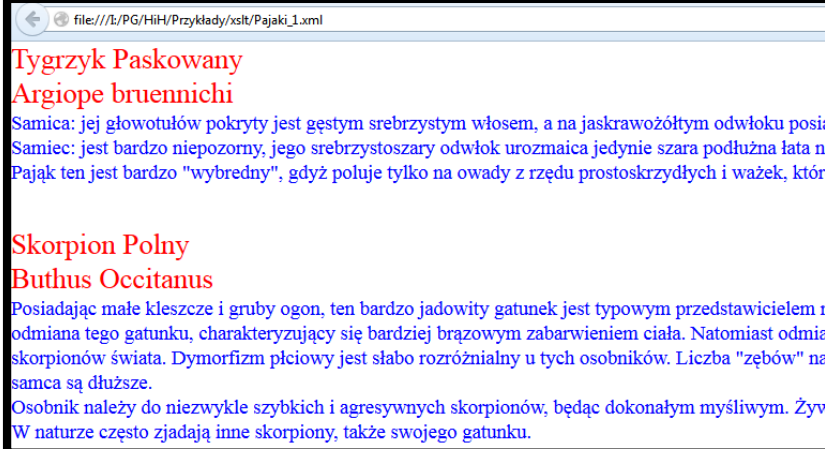 file:///I:/PG/HiH/Przykłady/xslt/Pajaki_1.xml
Tygrzyk Paskowany
Argiope bruennichi
Samica: jej głowotułów pokryty jest gęstym srebrzystym włosem, a na jaskrawożółtym odwłoku
Samiec: jest bardzo niepozorny, jego srebrzystoszary odwłok urozmaica jedynie szara podłużna łata
Pająk ten jest bardzo "wybredny", gdyż poluje tylko na owady z rzędu prostoskrzydłych i ważek,
Skorpion Polny
Buthus Occitanus
Posiadając małe kleszcze i gruby ogon, ten bardzo jadowity gatunek jest typowym przedstawicielem
odmiana tego gatunku, charakteryzujący się bardziej brązowym zabarwieniem ciała. Natomiast
skorpionów świata. Dymorfizm płciowy jest słabo rozróżnialny u tych osobników. Liczba "zębów" na
samca są dłuższe.
Osobnik należy do niezwykle szybkich i agresywnych skorpionów, będąc dokonałym myśliwym.
W naturze często zjadają inne skorpiony, także swojego gatunku.